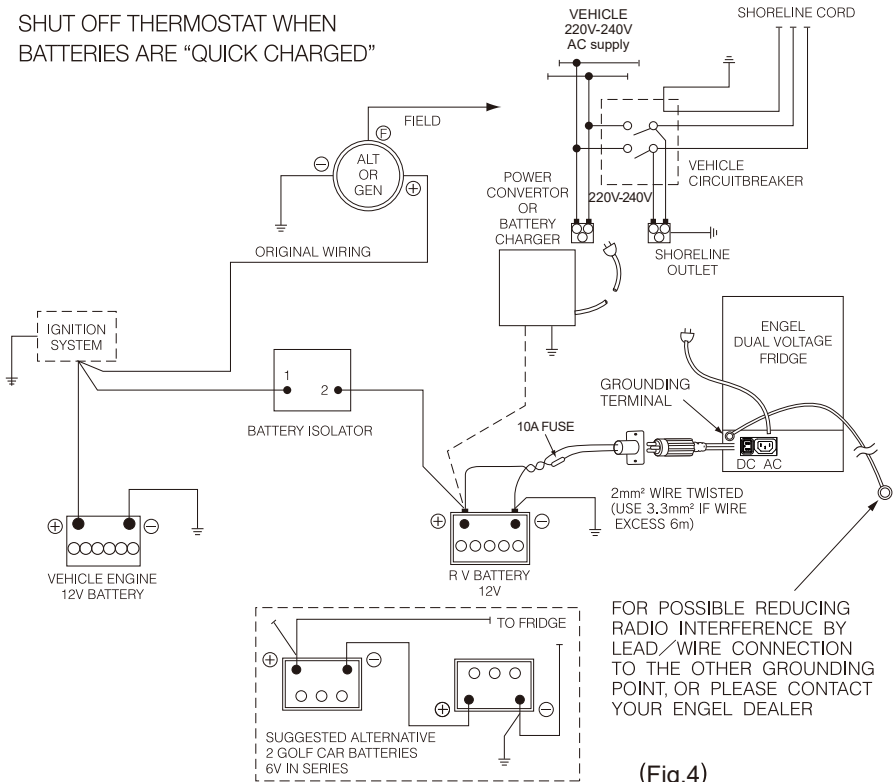 SHUT OFF THERMOSTAT WHEN
BATTERIES ARE “QUICK CHARGED”
VEHICLE
220V-240V
AC supply
SHORELINE CORD
F
FIELD
ALT
OR
GEN
ORIGINAL WIRING
POWER
CONVERTOR
OR
BATTERY
CHARGER
VEHICLE
CIRCUITBREAKER
220V-240V
SHORELINE
OUTLET
IGNITION
SYSTEM
1
2
BATTERY ISOLATOR
ENGEL
DUAL VOLTAGE
FRIDGE
GROUNDING
TERMINAL
10A FUSE
DC AC
2mm² WIRE TWISTED
(USE 3.3mm² IF WIRE
EXCESS 6m)
VEHICLE ENGINE
12V BATTERY
R V BATTERY
12V
TO FRIDGE
SUGGESTED ALTERNATIVE
2 GOLF CAR BATTERIES
6V IN SERIES
FOR POSSIBLE REDUCING
RADIO INTERFERENCE BY
LEAD／WIRE CONNECTION
TO THE OTHER GROUNDING
POINT, OR PLEASE CONTACT
YOUR ENGEL DEALER
(Fig.4)